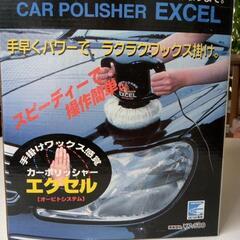 CAR POLISHER EXCEL
手早くパワーで、ラクラクワックス掛け。
スピーディーで
操作簡単。
EXCEL
手掛けワックス感覚
カーポリッシャー
エクセル
【オービトシステム】